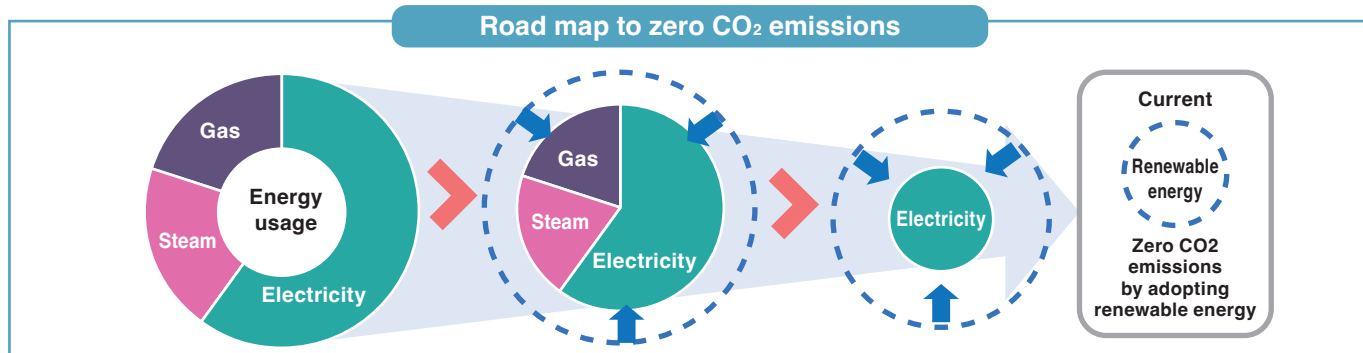 Road map to zero CO₂ emissions
Gas
Steam
Energy
usage
Electricity
Gas
Steam
Electricity
Electricity
Current
Renewable
energy
Zero CO2
emissions
by adopting
renewable energy